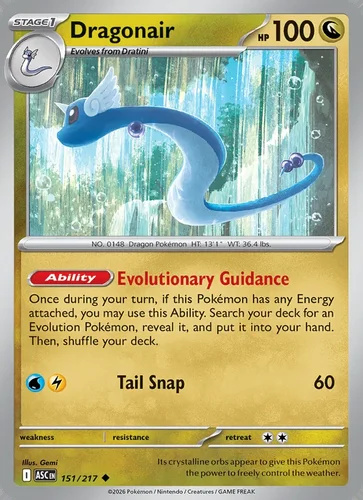 STAGE 1
Dragonair
HP 100
Evolves from Dratini
NO. 0148 Dragon Pokémon HT: 13'1" WT: 36.4 lbs.
Ability Evolutionary Guidance
Once during your turn, if this Pokémon has any Energy
attached, you may use this Ability. Search your deck for an
Evolution Pokémon, reveal it, and put it into your hand.
Then, shuffle your deck.
Tail Snap 60
weakness resistance retreat
Illus. Gemi
I ASC EN 151/217
Its crystalline orbs appear to give this Pokémon
the power to freely control the weather.
©2026 Pokémon / Nintendo / Creatures / GAME FREAK